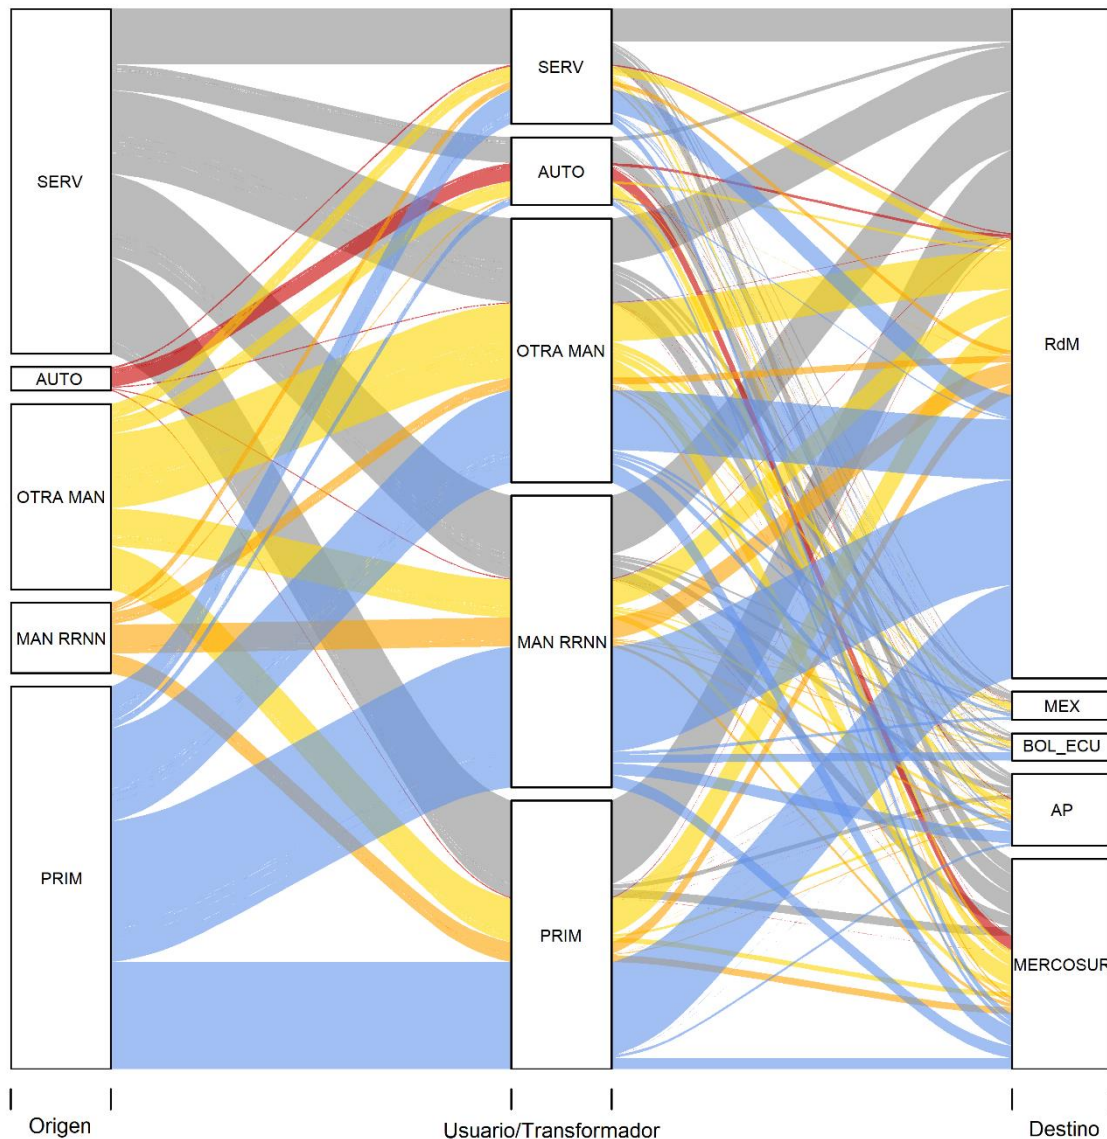 SERV
AUTO
OTRA MAN
MAN RRNN
PRIM
SERV
AUTO
OTRA MAN
MAN RRNN
PRIM
RdM
MEX
BOL_ECU
AP
MERCOSUR
Origen
Usuario/Transformador
Destino